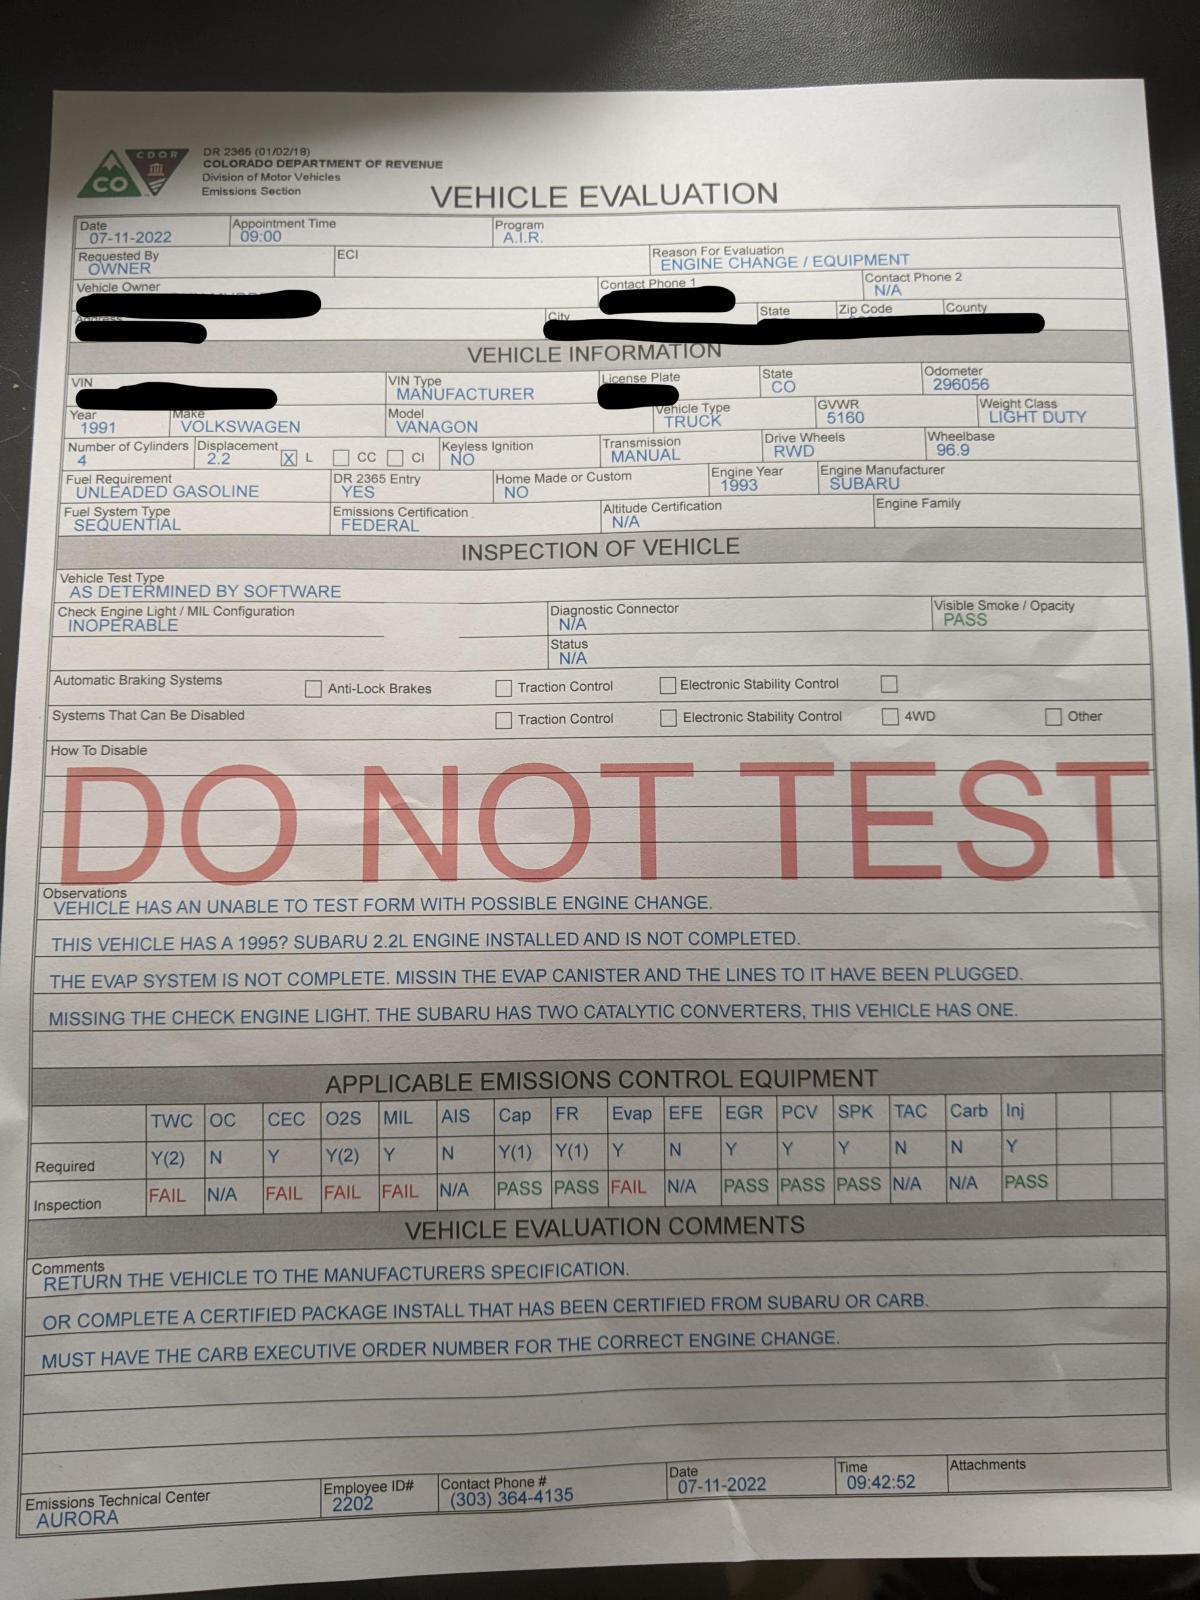 CO
CDOR
DR 2365 (01/02/18)
COLORADO DEPARTMENT OF REVENUE
Division of Motor Vehicles
Emissions Section
VEHICLE EVALUATION
Date Appointment Time Program
07-11-2022 09:00 A.I.R.
Requested By ECI Reason For Evaluation
OWNER ENGINE CHANGE / EQUIPMENT
Vehicle Owner Contact Phone 1 Contact Phone 2
N/A
Address City State Zip Code County
VEHICLE INFORMATION
VIN VIN Type License Plate State Odometer
MANUFACTURER CO 296056
Year Make Model Vehicle Type GVWR Weight Class
1991 VOLKSWAGEN VANAGON TRUCK 5160 LIGHT DUTY
Number of Cylinders Displacement Keyless Ignition Transmission Drive Wheels Wheelbase
4 2.2 X L CC CI NO MANUAL RWD 96.9
Fuel Requirement DR 2365 Entry Home Made or Custom Engine Year Engine Manufacturer
UNLEADED GASOLINE YES NO 1993 SUBARU
Fuel System Type Emissions Certification Altitude Certification Engine Family
SEQUENTIAL FEDERAL N/A
INSPECTION OF VEHICLE
Vehicle Test Type
AS DETERMINED BY SOFTWARE
Check Engine Light / MIL Configuration Diagnostic Connector Visible Smoke / Opacity
INOPERABLE N/A PASS
Status
N/A
Automatic Braking Systems Anti-Lock Brakes Traction Control Electronic Stability Control
Systems That Can Be Disabled Traction Control Electronic Stability Control 4WD Other
How To Disable
DO NOT TEST
Observations
VEHICLE HAS AN UNABLE TO TEST FORM WITH POSSIBLE ENGINE CHANGE.
THIS VEHICLE HAS A 1995? SUBARU 2.2L ENGINE INSTALLED AND IS NOT COMPLETED.
THE EVAP SYSTEM IS NOT COMPLETE. MISSIN THE EVAP CANISTER AND THE LINES TO IT HAVE BEEN PLUGGED.
MISSING THE CHECK ENGINE LIGHT. THE SUBARU HAS TWO CATALYTIC CONVERTERS, THIS VEHICLE HAS ONE.
APPLICABLE EMISSIONS CONTROL EQUIPMENT
TWC OC CEC O2S MIL AIS Cap FR Evap EFE EGR PCV SPK TAC Carb Inj
Required Y(2) N Y Y(2) Y N Y(1) Y(1) Y N Y Y Y N N Y
Inspection FAIL N/A FAIL FAIL FAIL N/A PASS PASS FAIL N/A PASS PASS PASS N/A N/A PASS
VEHICLE EVALUATION COMMENTS
Comments
RETURN THE VEHICLE TO THE MANUFACTURERS SPECIFICATION.
OR COMPLETE A CERTIFIED PACKAGE INSTALL THAT HAS BEEN CERTIFIED FROM SUBARU OR CARB.
MUST HAVE THE CARB EXECUTIVE ORDER NUMBER FOR THE CORRECT ENGINE CHANGE.
Emissions Technical Center Employee ID# Contact Phone # Date Time Attachments
AURORA 2202 (303) 364-4135 07-11-2022 09:42:52